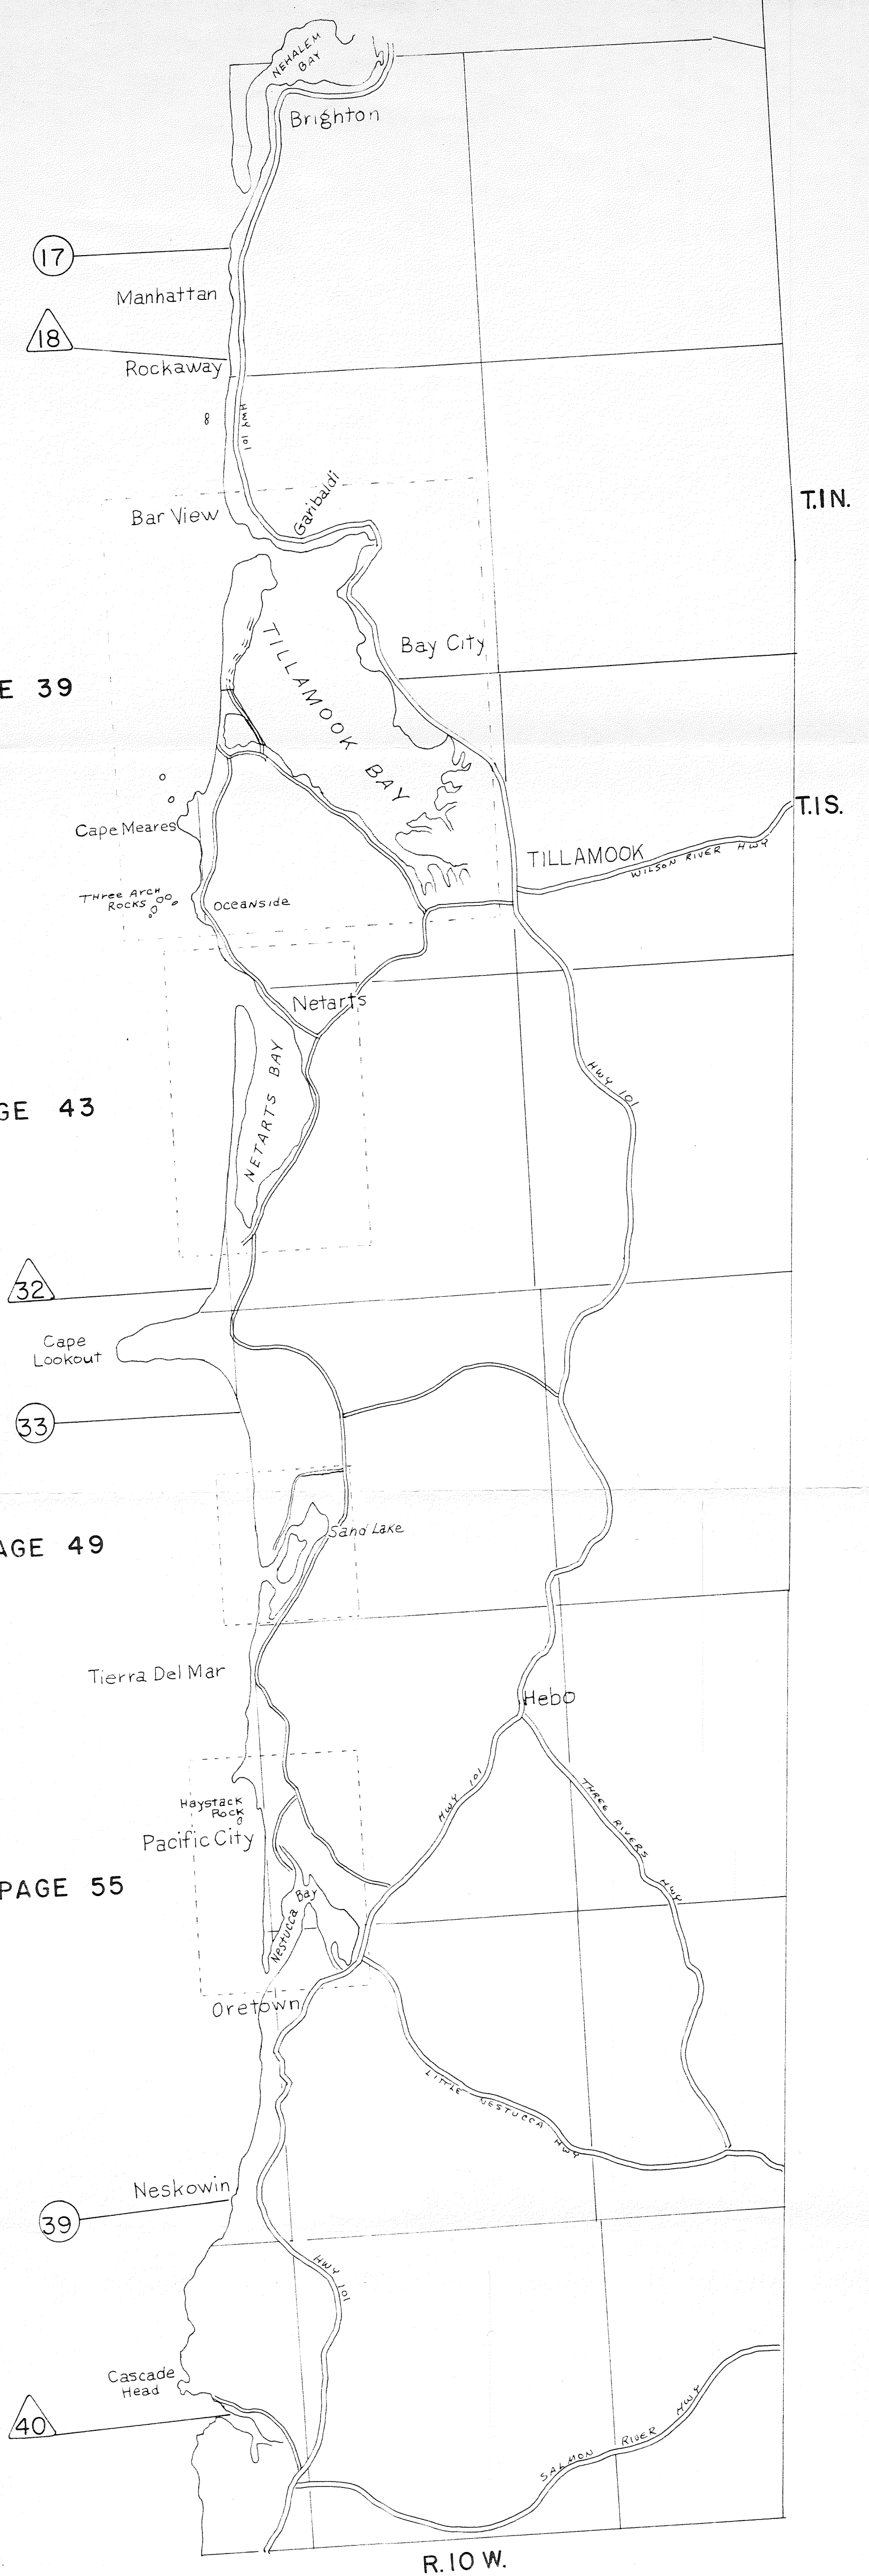 NEHALEM
BAY
Brighton
17
Manhattan
18
Rockaway
HWY 101
T.1N.
Garibaldi
Bar View
Bay City
TILLAMOOK BAY
E 39
T.1S.
Cape Meares
TILLAMOOK
WILSON RIVER HWY
Three Arch
Rocks
Oceanside
Netarts
NETARTS BAY
HWY 101
GE 43
32
Cape
Lookout
33
Sand Lake
AGE 49
Tierra Del Mar
Hebo
HWY 101
THREE RIVERS HWY
Haystack
Rock
Pacific City
PAGE 55
Nestucca Bay
Oretown
LITTLE NESTUCCA HWY
Neskowin
39
HWY 101
Cascade
Head
40
SALMON RIVER HWY
R.10 W.